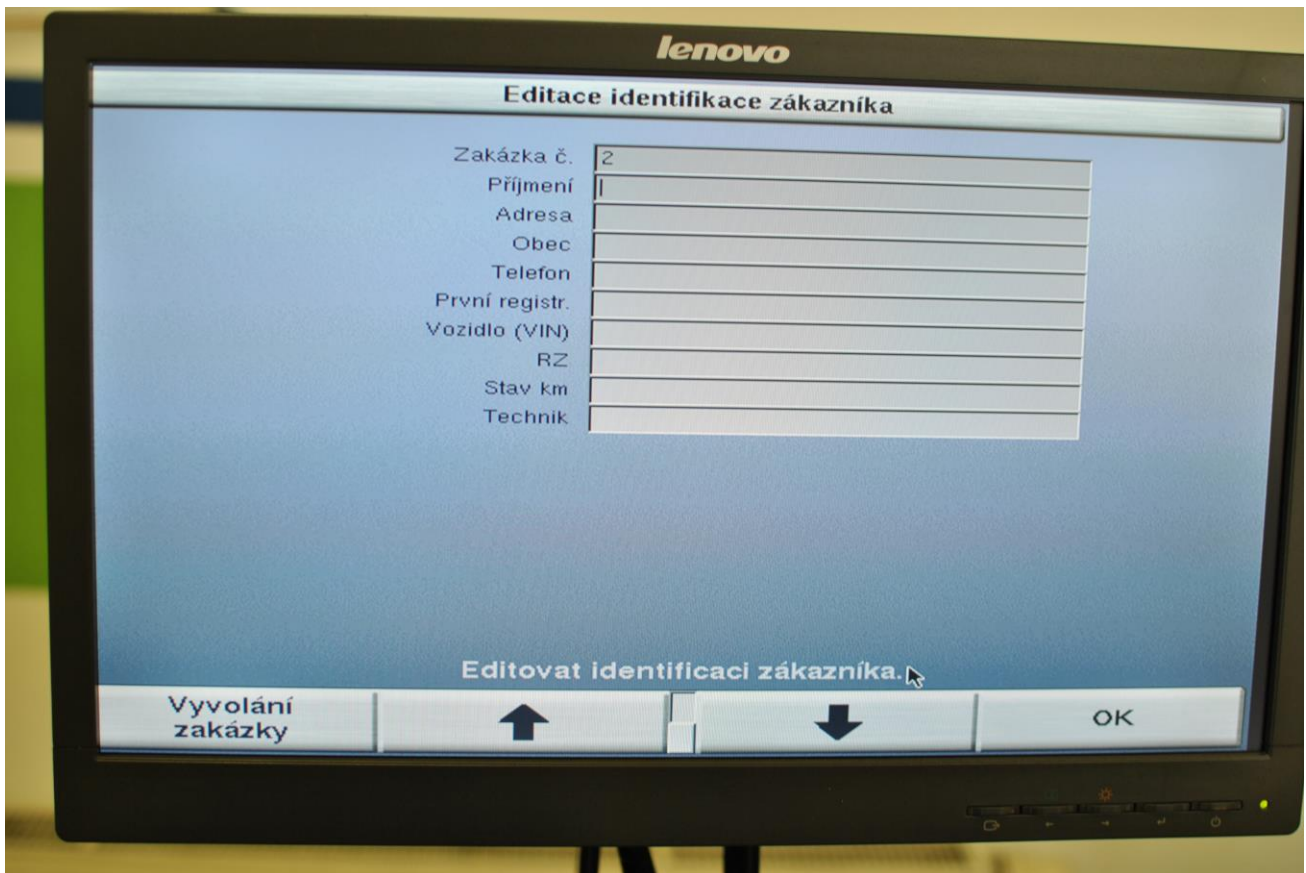 lenovo
Editace identifikace zákazníka
Zakázka č. 2
Příjmení
Adresa
Obec
Telefon
První registr.
Vozidlo (VIN)
RZ
Stav km
Technik
Editovat identificaci zákazníka.
Vyvolání
zakázky
OK